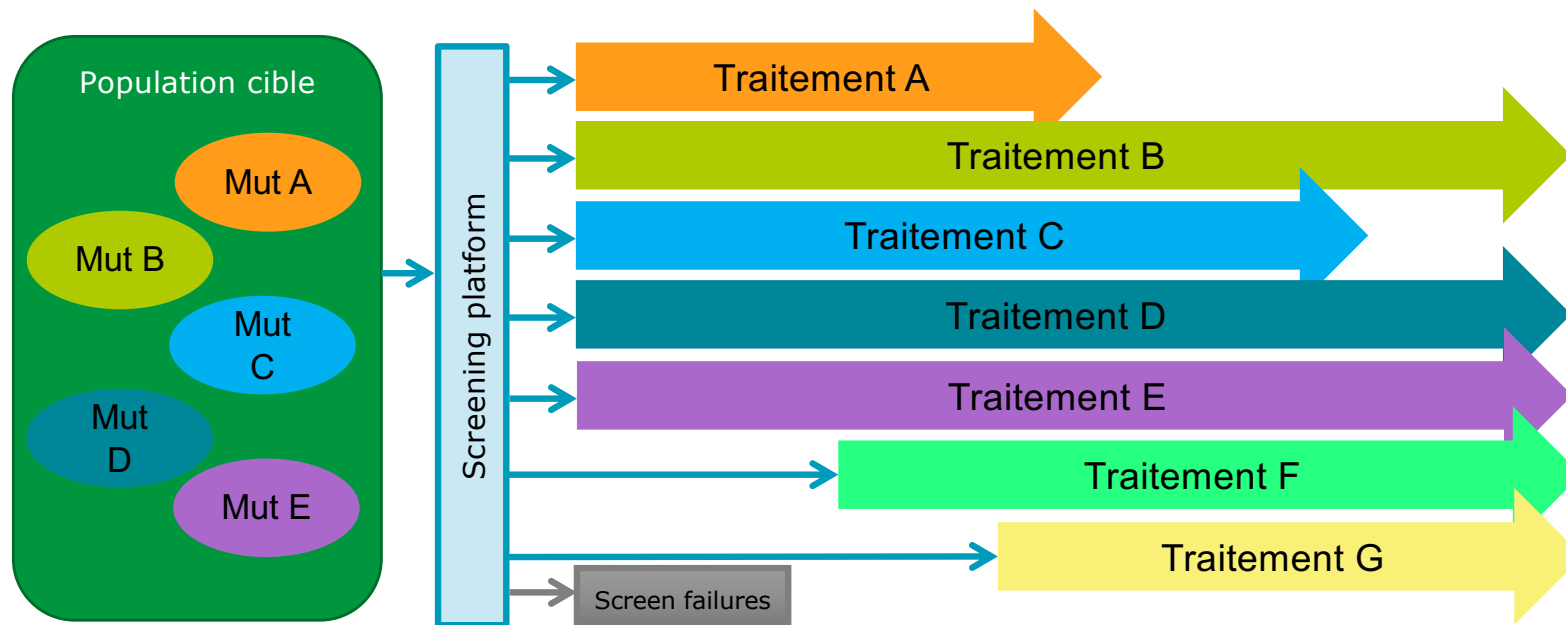 Population cible
Mut A
Mut B
Mut
C
Mut
D
Mut E
Screening platform
Traitement A
Traitement B
Traitement C
Traitement D
Traitement E
Traitement F
Traitement G
Screen failures